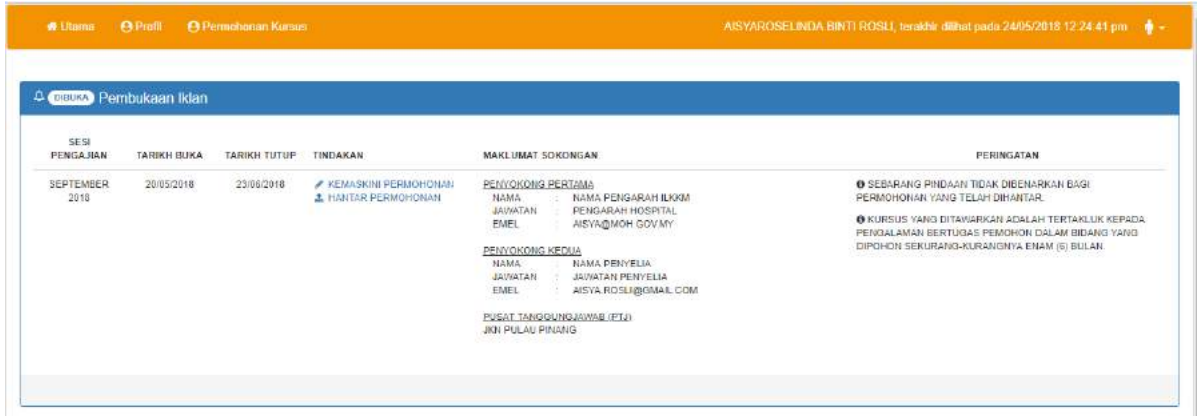 Utama Profil Permohonan Kursus AISYAROSELINDA BINTI ROSLI, terakhir dilihat pada 24/05/2018 12:24:41 pm
DIBUKA Pembukaan Iklan
SESI PENGAJIAN TARIKH BUKA TARIKH TUTUP TINDAKAN MAKLUMAT SOKONGAN PERINGATAN
SEPTEMBER 2018
20/05/2018
23/06/2018
KEMASKINI PERMOHONAN
HANTAR PERMOHONAN
PENYOKONG PERTAMA
NAMA : NAMA PENGARAH ILKKM
JAWATAN : PENGARAH HOSPITAL
EMEL : AISYA@MOH.GOV.MY
PENYOKONG KEDUA
NAMA : NAMA PENYELIA
JAWATAN : JAWATAN PENYELIA
EMEL : AISYA.ROSLI@GMAIL.COM
PUSAT TANGGUNGJAWAB (PTJ)
JKN PULAU PINANG
SEBARANG PINDAAN TIDAK DIBENARKAN BAGI
PERMOHONAN YANG TELAH DIHANTAR.
KURSUS YANG DITAWARKAN ADALAH TERTAKLUK KEPADA
PENGALAMAN BERTUGAS PEMOHON DALAM BIDANG YANG
DIPOHON SEKURANG-KURANGNYA ENAM (6) BULAN.